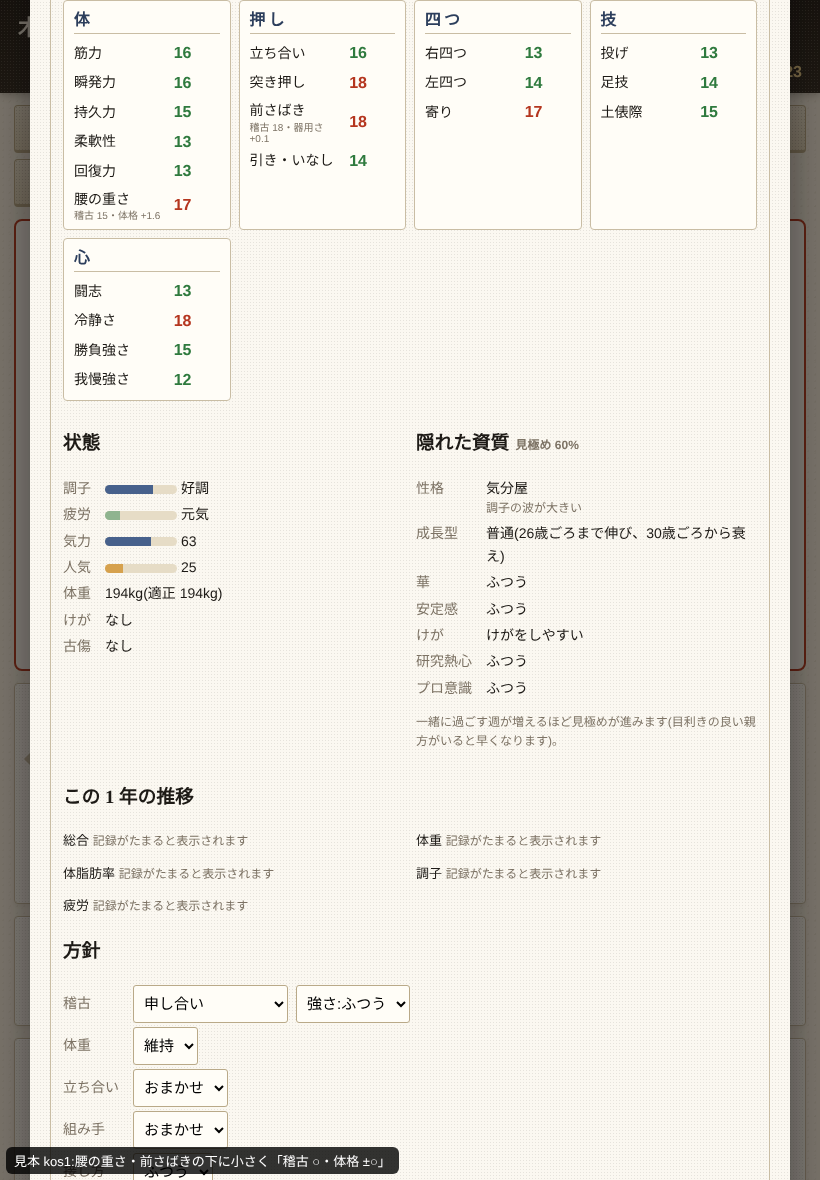 体
筋力 16
瞬発力 16
持久力 15
柔軟性 13
回復力 13
腰の重さ 17
稽古 15・体格 +1.6
押し
立ち合い 16
突き押し 18
前さばき 18
稽古 18・器用さ
+0.1
引き・いなし 14
四つ
右四つ 13
左四つ 14
寄り 17
技
投げ 13
足技 14
土俵際 15
心
闘志 13
冷静さ 18
勝負強さ 15
我慢強さ 12
状態
調子 好調
疲労 元気
気力 63
人気 25
体重 194kg(適正 194kg)
けが なし
古傷 なし
隠れた資質 見極め 60%
性格 気分屋
調子の波が大きい
成長型 普通(26歳ごろまで伸び、30歳ごろから衰
え)
華 ふつう
安定感 ふつう
けが けがをしやすい
研究熱心 ふつう
プロ意識 ふつう
一緒に過ごす週が増えるほど見極めが進みます(目利きの良い親
方がいると早くなります)。
この 1 年の推移
総合 記録がたまると表示されます
体重 記録がたまると表示されます
体脂肪率 記録がたまると表示されます
調子 記録がたまると表示されます
疲労 記録がたまると表示されます
方針
稽古 申し合い 強さ:ふつう
体重 維持
立ち合い おまかせ
組み手 おまかせ
見本 kos1:腰の重さ・前さばきの下に小さく「稽古 ○・体格 ±○」